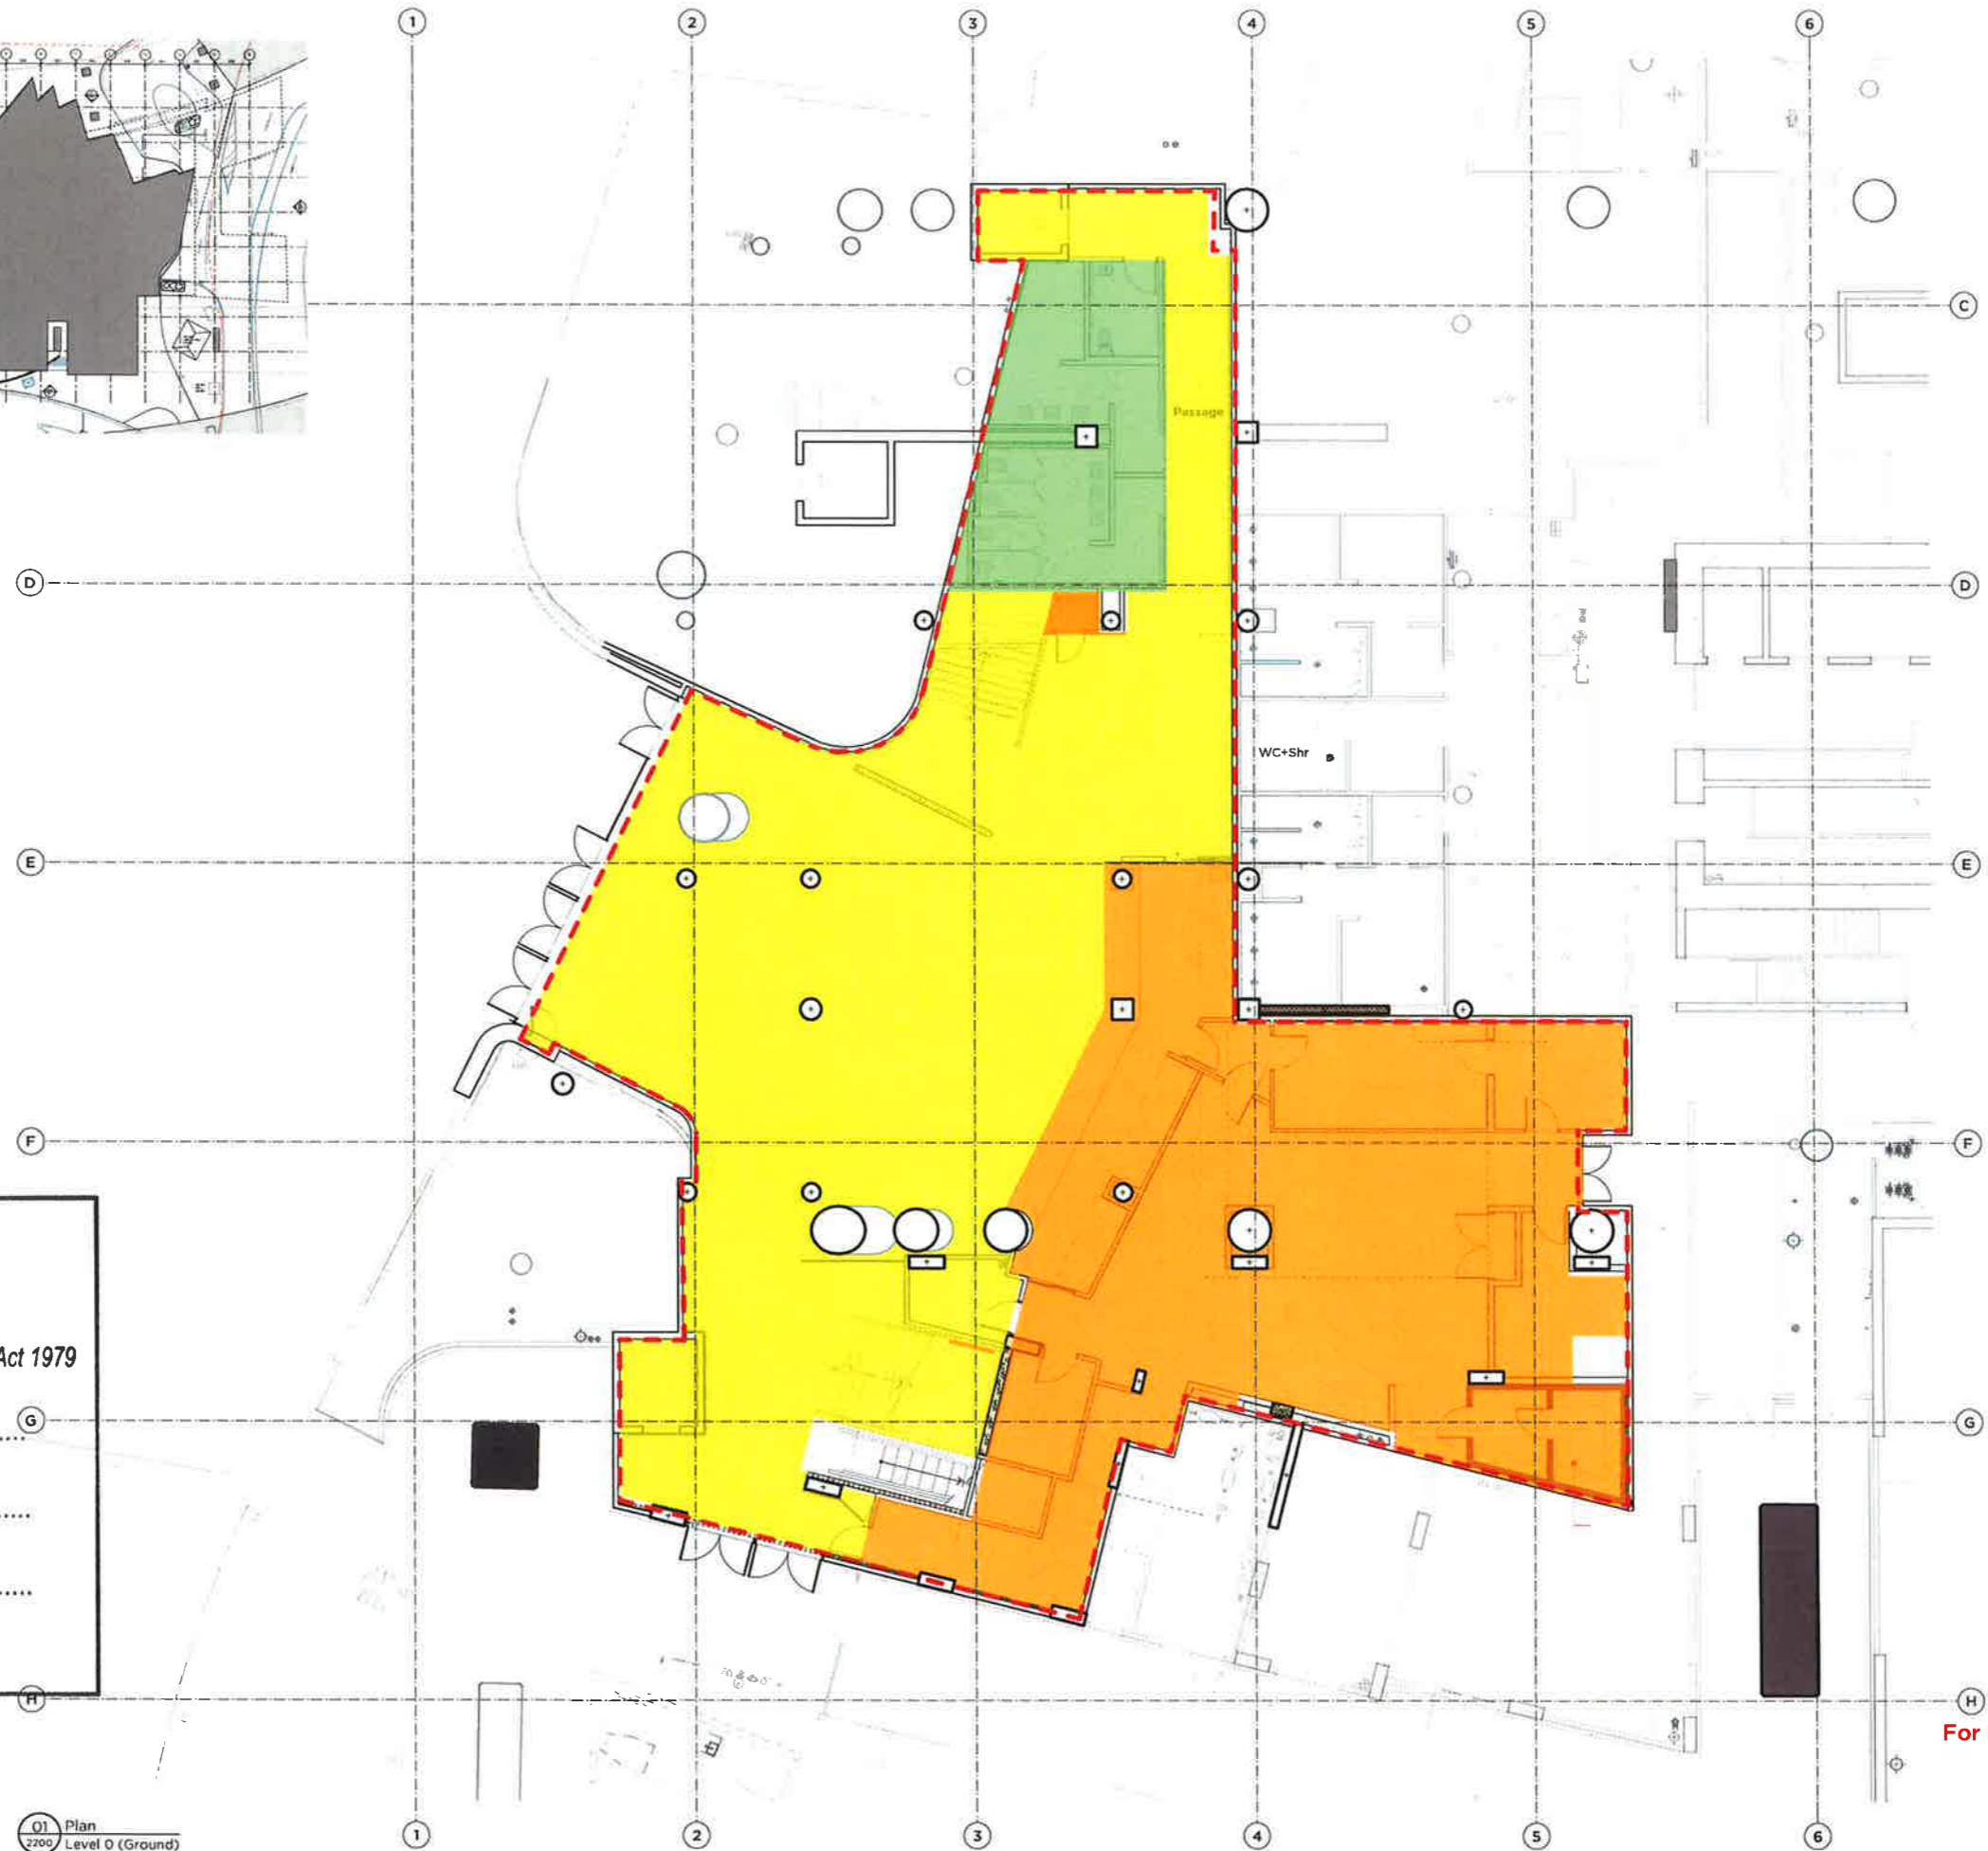 1 2 3 4 5 6
C
Passage
D D
WC+Shr
E E
F F
Act 1979
G G
H H
For
01 Plan
2200 Level 0 (Ground)
1 2 3 4 5 6